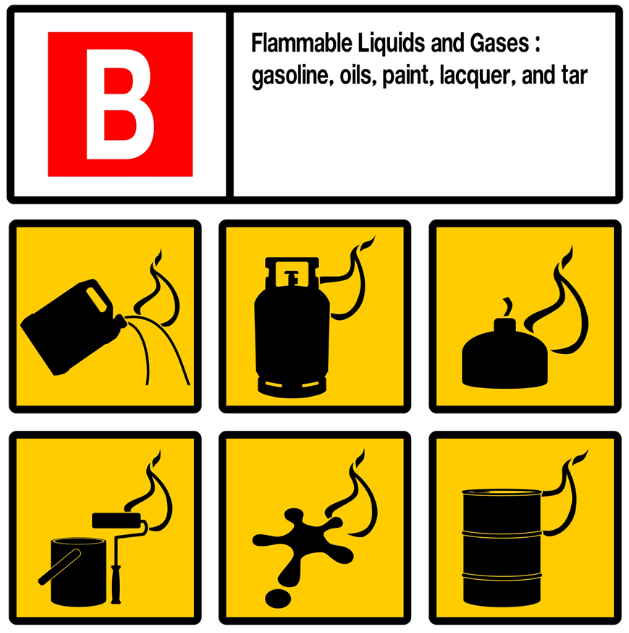 B
Flammable Liquids and Gases :
gasoline, oils, paint, lacquer, and tar